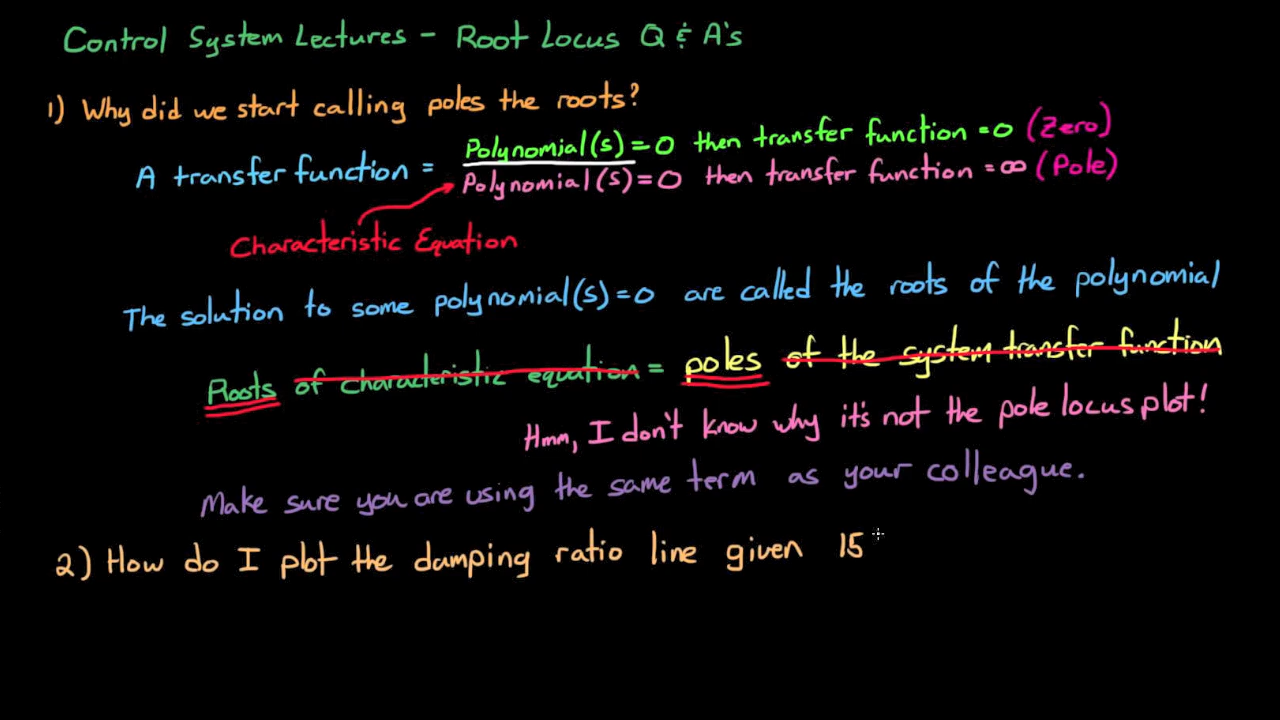 Control System Lectures - Root Locus Q & A's
1) Why did we start calling poles the roots?
Polynomial(s) = 0 then transfer function = 0 (Zero)
A transfer function =
Polynomial(s) = 0 then transfer function = ∞ (Pole)
Characteristic Equation
The solution to some polynomial(s) = 0 are called the roots of the polynomial
Roots of characteristic equation = poles of the system transfer function
Hmm, I don't know why it's not the pole locus plot!
Make sure you are using the same term as your colleague.
2) How do I plot the damping ratio line given 15